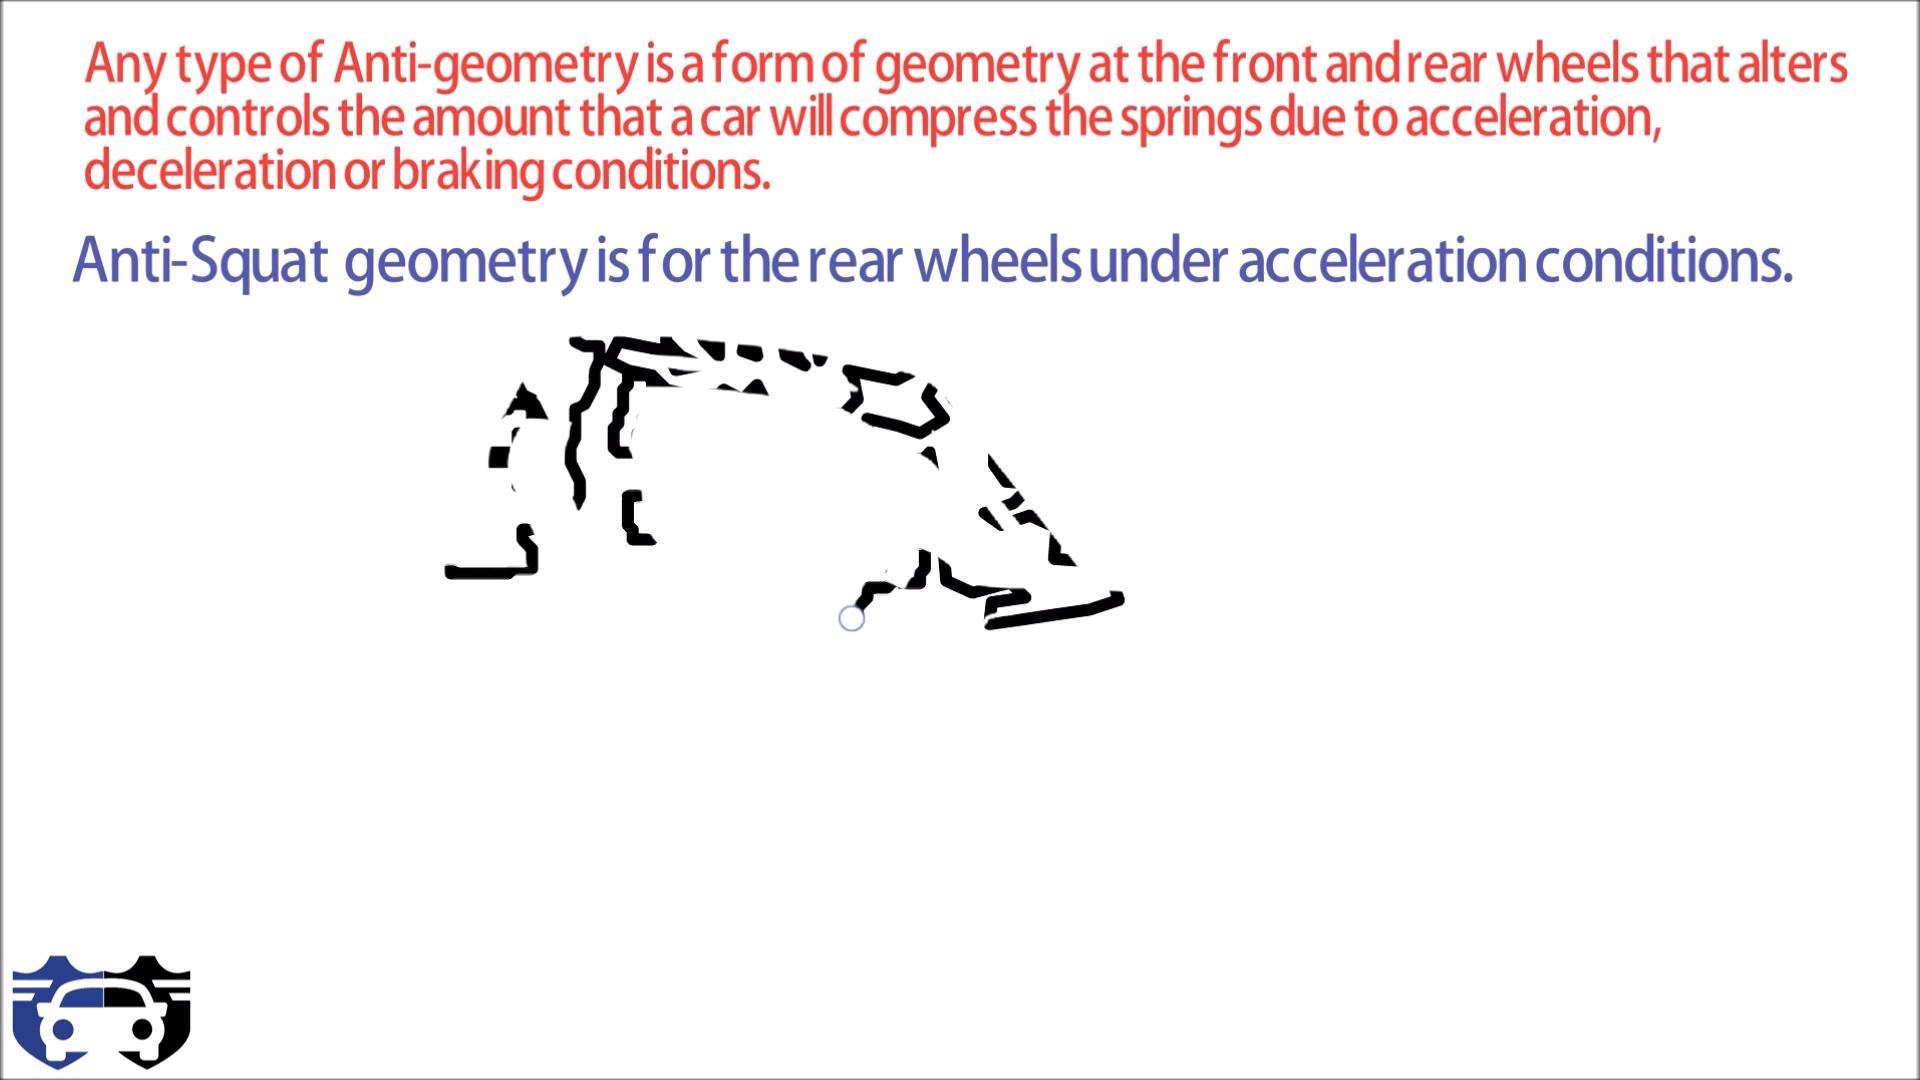 Any type of Anti-geometry is a form of geometry at the front and rear wheels that alters
and controls the amount that a car will compress the springs due to acceleration,
deceleration or braking conditions.
Anti-Squat geometry is for the rear wheels under acceleration conditions.